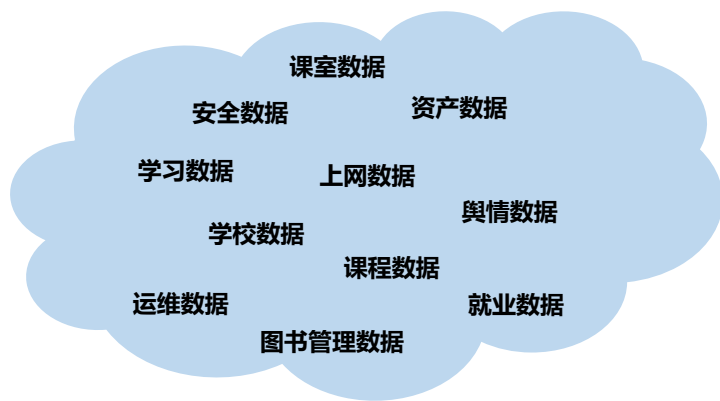 课室数据
安全数据
资产数据
学习数据
上网数据
舆情数据
学校数据
课程数据
运维数据
就业数据
图书管理数据